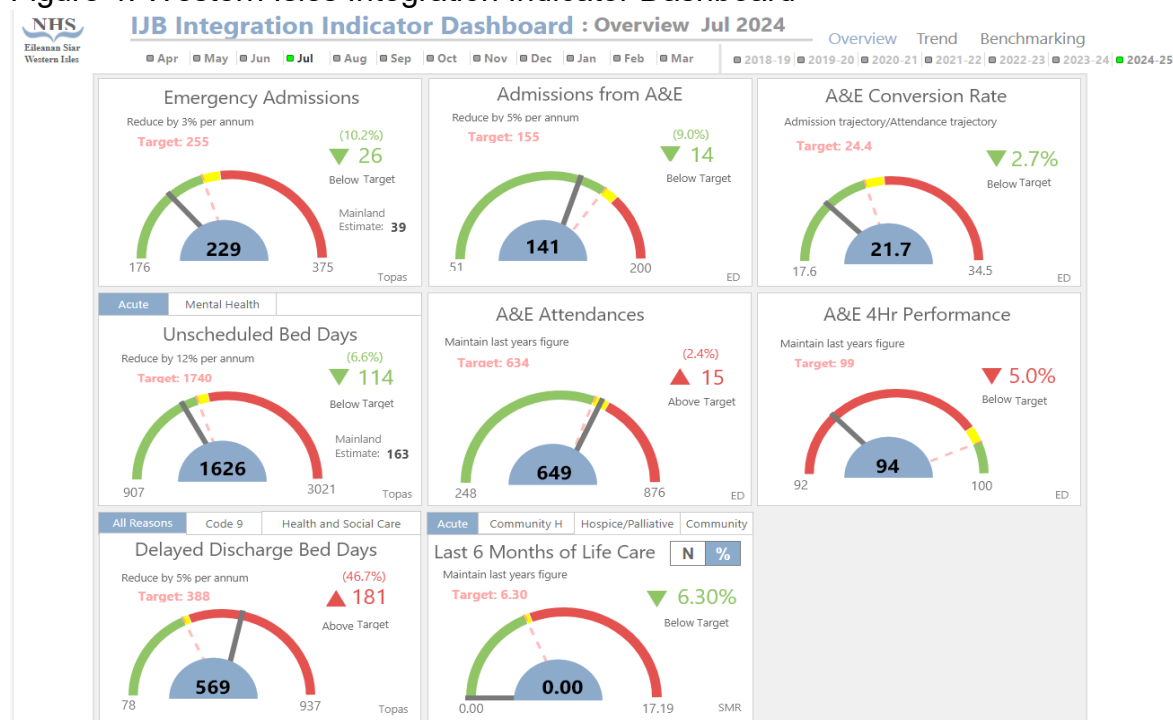 Figure 4: Western Isles Integration Indicator Dashboard
NHS
Eileanan Siar
Western Isles
IJB Integration Indicator Dashboard : Overview Jul 2024
Overview Trend Benchmarking
Apr May Jun Jul Aug Sep Oct Nov Dec Jan Feb Mar
2018-19 2019-20 2020-21 2021-22 2022-23 2023-24 2024-25
Emergency Admissions
Reduce by 3% per annum
Target: 255
(10.2%)
26
Below Target
Mainland
Estimate: 39
229
176
375
Topas
Admissions from A&E
Reduce by 5% per annum
Target: 155
(9.0%)
14
Below Target
141
51
200
ED
A&E Conversion Rate
Admission trajectory/Attendance trajectory
Target: 24.4
2.7%
Below Target
21.7
17.6
34.5
ED
Acute Mental Health
Unscheduled Bed Days
Reduce by 12% per annum
Target: 1740
(6.6%)
114
Below Target
Mainland
Estimate: 163
1626
907
3021
Topas
A&E Attendances
Maintain last years figure
Target: 634
(2.4%)
15
Above Target
649
248
876
ED
A&E 4Hr Performance
Maintain last years figure
Target: 99
5.0%
Below Target
94
92
100
ED
All Reasons Code 9 Health and Social Care
Delayed Discharge Bed Days
Reduce by 5% per annum
Target: 388
(46.7%)
181
Above Target
569
78
937
Topas
Acute Community H Hospice/Palliative Community
Last 6 Months of Life Care N %
Maintain last years figure
Target: 6.30
6.30%
Below Target
0.00
0.00
17.19
SMR